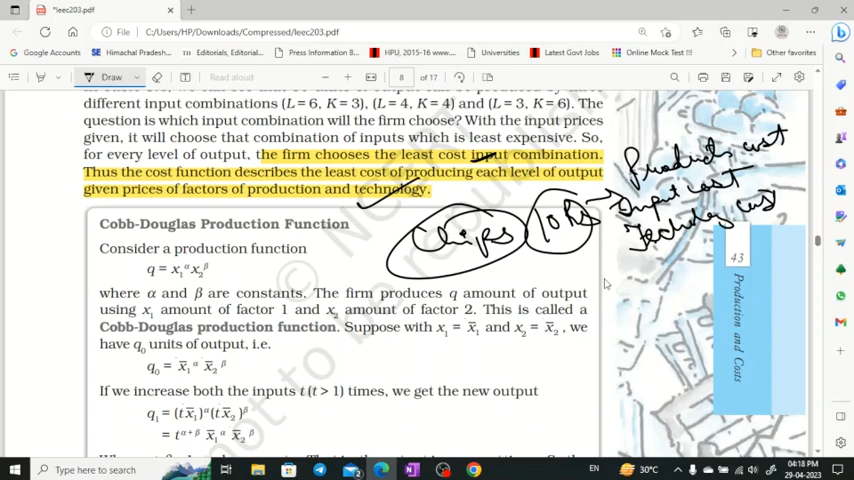 *leec203.pdf
C:/Users/HP/Downloads/Compressed/leec203.pdf
Google Courses
Himachal Pradesh...
Editorials, Editorial...
Press Information B...
HPU, 2015-16 www....
Universities
Latest Govt Jobs
Online Mock Test !!!
Other favorites
Draw
Read aloud
8 of 17
different input combinations (L = 6, K = 3), (L = 4, K = 4) and (L = 3, K = 6). The
question is which input combination will the firm choose? With the input prices
given, it will choose that combination of inputs which is least expensive. So,
for every level of output, the firm chooses the least cost input combination.
Thus the cost function describes the least cost of producing each level of output
given prices of factors of production and technology.
Cobb-Douglas Production Function
Consider a production function
q = x₁ᵅ x₂ᵝ
where α and β are constants. The firm produces q amount of output
using x₁ amount of factor 1 and x₂ amount of factor 2. This is called a
Cobb-Douglas production function. Suppose with x₁ = x̄₁ and x₂ = x̄₂, we
have q₀ units of output, i.e.
q₀ = x̄₁ᵅ x̄₂ᵝ
If we increase both the inputs t (t > 1) times, we get the new output
q₁ = (t x̄₁)ᵅ (t x̄₂)ᵝ
= tᵅ⁺ᵝ x̄₁ᵅ x̄₂ᵝ
Chips
10 Rs
cost
Input cost
cost
43
Production and Costs
Type here to search
EN
30°C
04:18 PM
29-04-2023